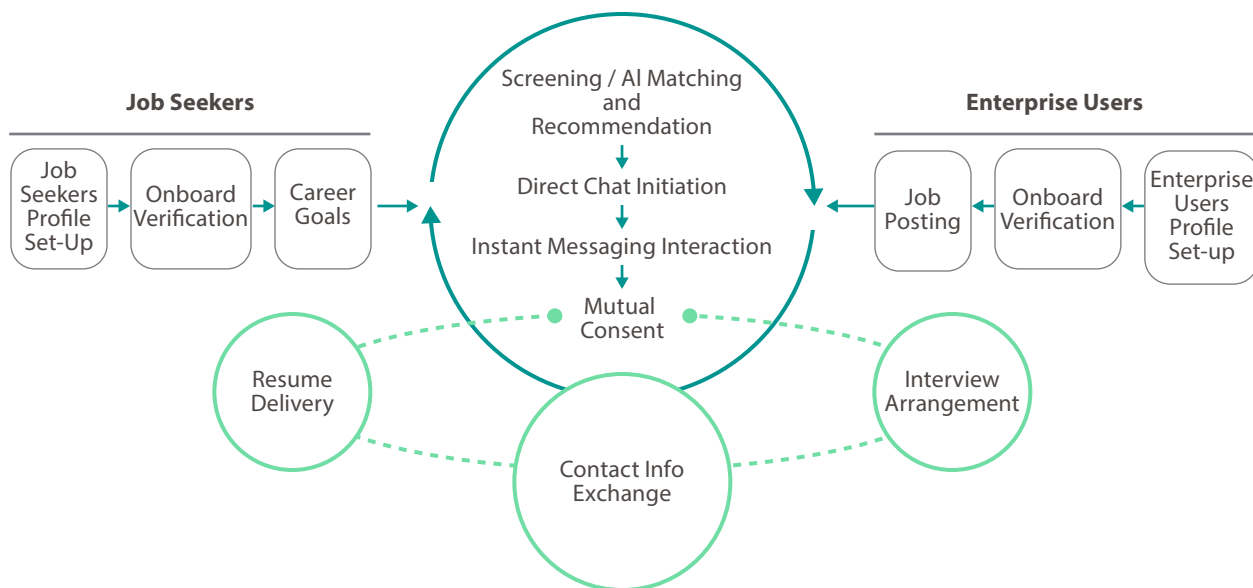 Job Seekers
Job
Seekers
Profile
Set-Up
Onboard
Verification
Career
Goals
Screening / AI Matching
and
Recommendation
Direct Chat Initiation
Instant Messaging Interaction
Mutual
Consent
Enterprise Users
Job
Posting
Onboard
Verification
Enterprise
Users
Profile
Set-up
Resume
Delivery
Contact Info
Exchange
Interview
Arrangement